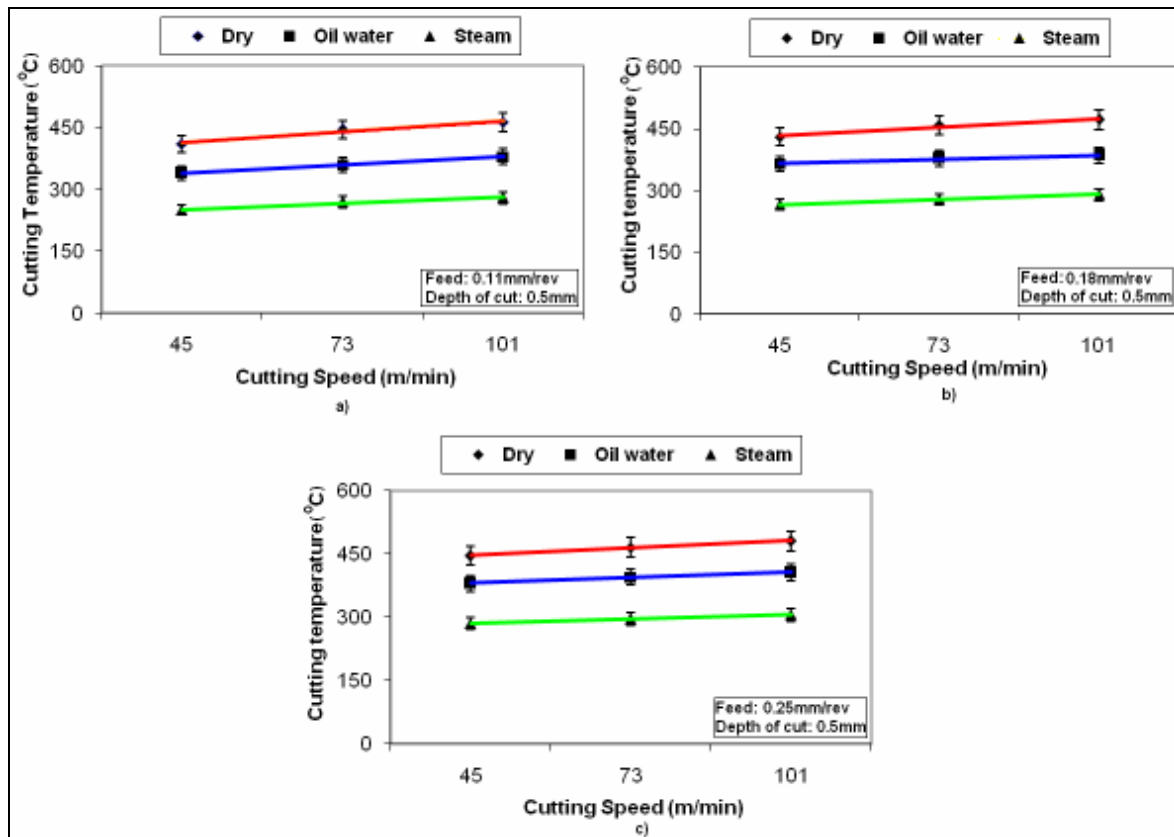 Dry Oil water Steam
Cutting Temperature (°C)
600
450
300
150
0
Feed: 0.11mm/rev
Depth of cut: 0.5mm
45 73 101
Cutting Speed (m/min)
a)
Dry Oil water Steam
Cutting temperature (°C)
600
450
300
150
0
Feed: 0.18mm/rev
Depth of cut: 0.5mm
45 73 101
Cutting Speed (m/min)
b)
Dry Oil water Steam
Cutting temperature (°C)
600
450
300
150
0
Feed: 0.25mm/rev
Depth of cut: 0.5mm
45 73 101
Cutting Speed (m/min)
c)